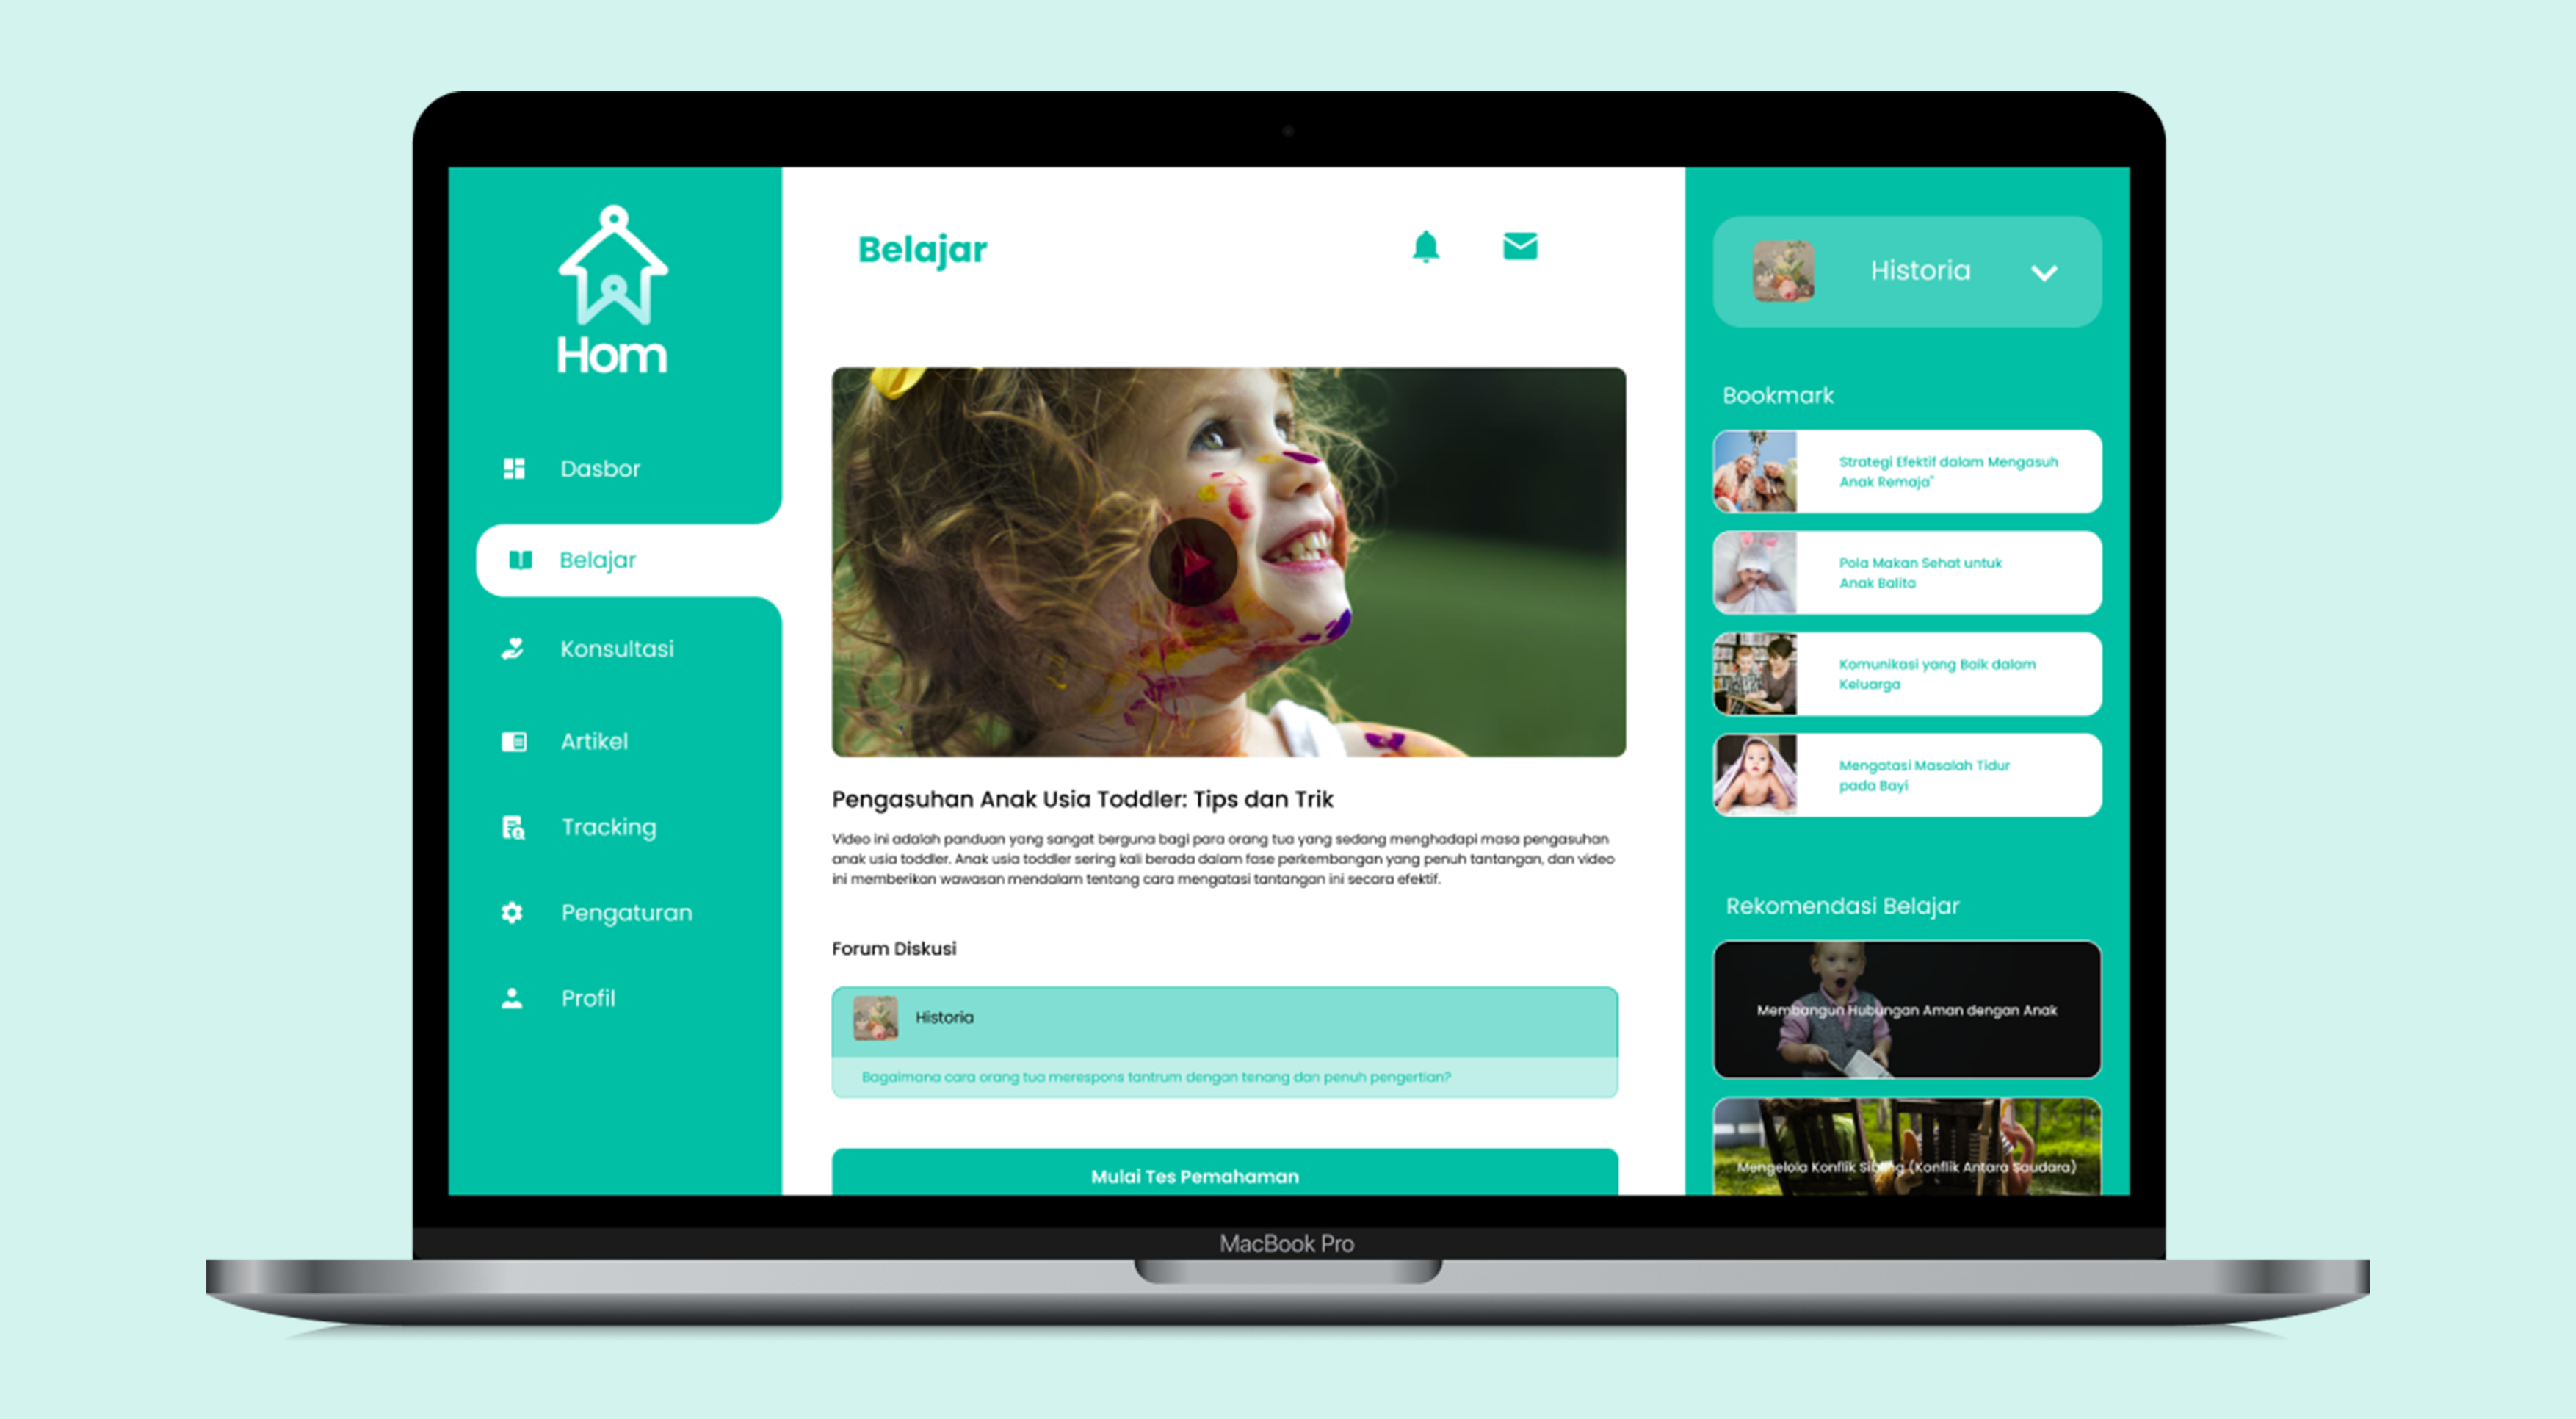 Hom
Dasbor
Belajar
Konsultasi
Artikel
Tracking
Pengaturan
Profil
Belajar
Pengasuhan Anak Usia Toddler: Tips dan Trik
Video ini adalah panduan yang sangat berguna bagi para orang tua yang sedang menghadapi masa pengasuhan
anak usia toddler. Anak usia toddler sering kali berada dalam fase perkembangan yang penuh tantangan, dan video
ini memberikan wawasan mendalam tentang cara mengatasi tantangan ini secara efektif.
Forum Diskusi
Historia
Bagaimana cara orang tua merespons tantrum dengan tenang dan penuh pengertian?
Mulai Tes Pemahaman
Historia
Bookmark
Strategi Efektif dalam Mengasuh
Anak Remaja"
Pola Makan Sehat untuk
Anak Balita
Komunikasi yang Baik dalam
Keluarga
Mengatasi Masalah Tidur
pada Bayi
Rekomendasi Belajar
Membangun Hubungan Aman dengan Anak
Mengelola Konflik Sibling (Konflik Antara Saudara)
MacBook Pro